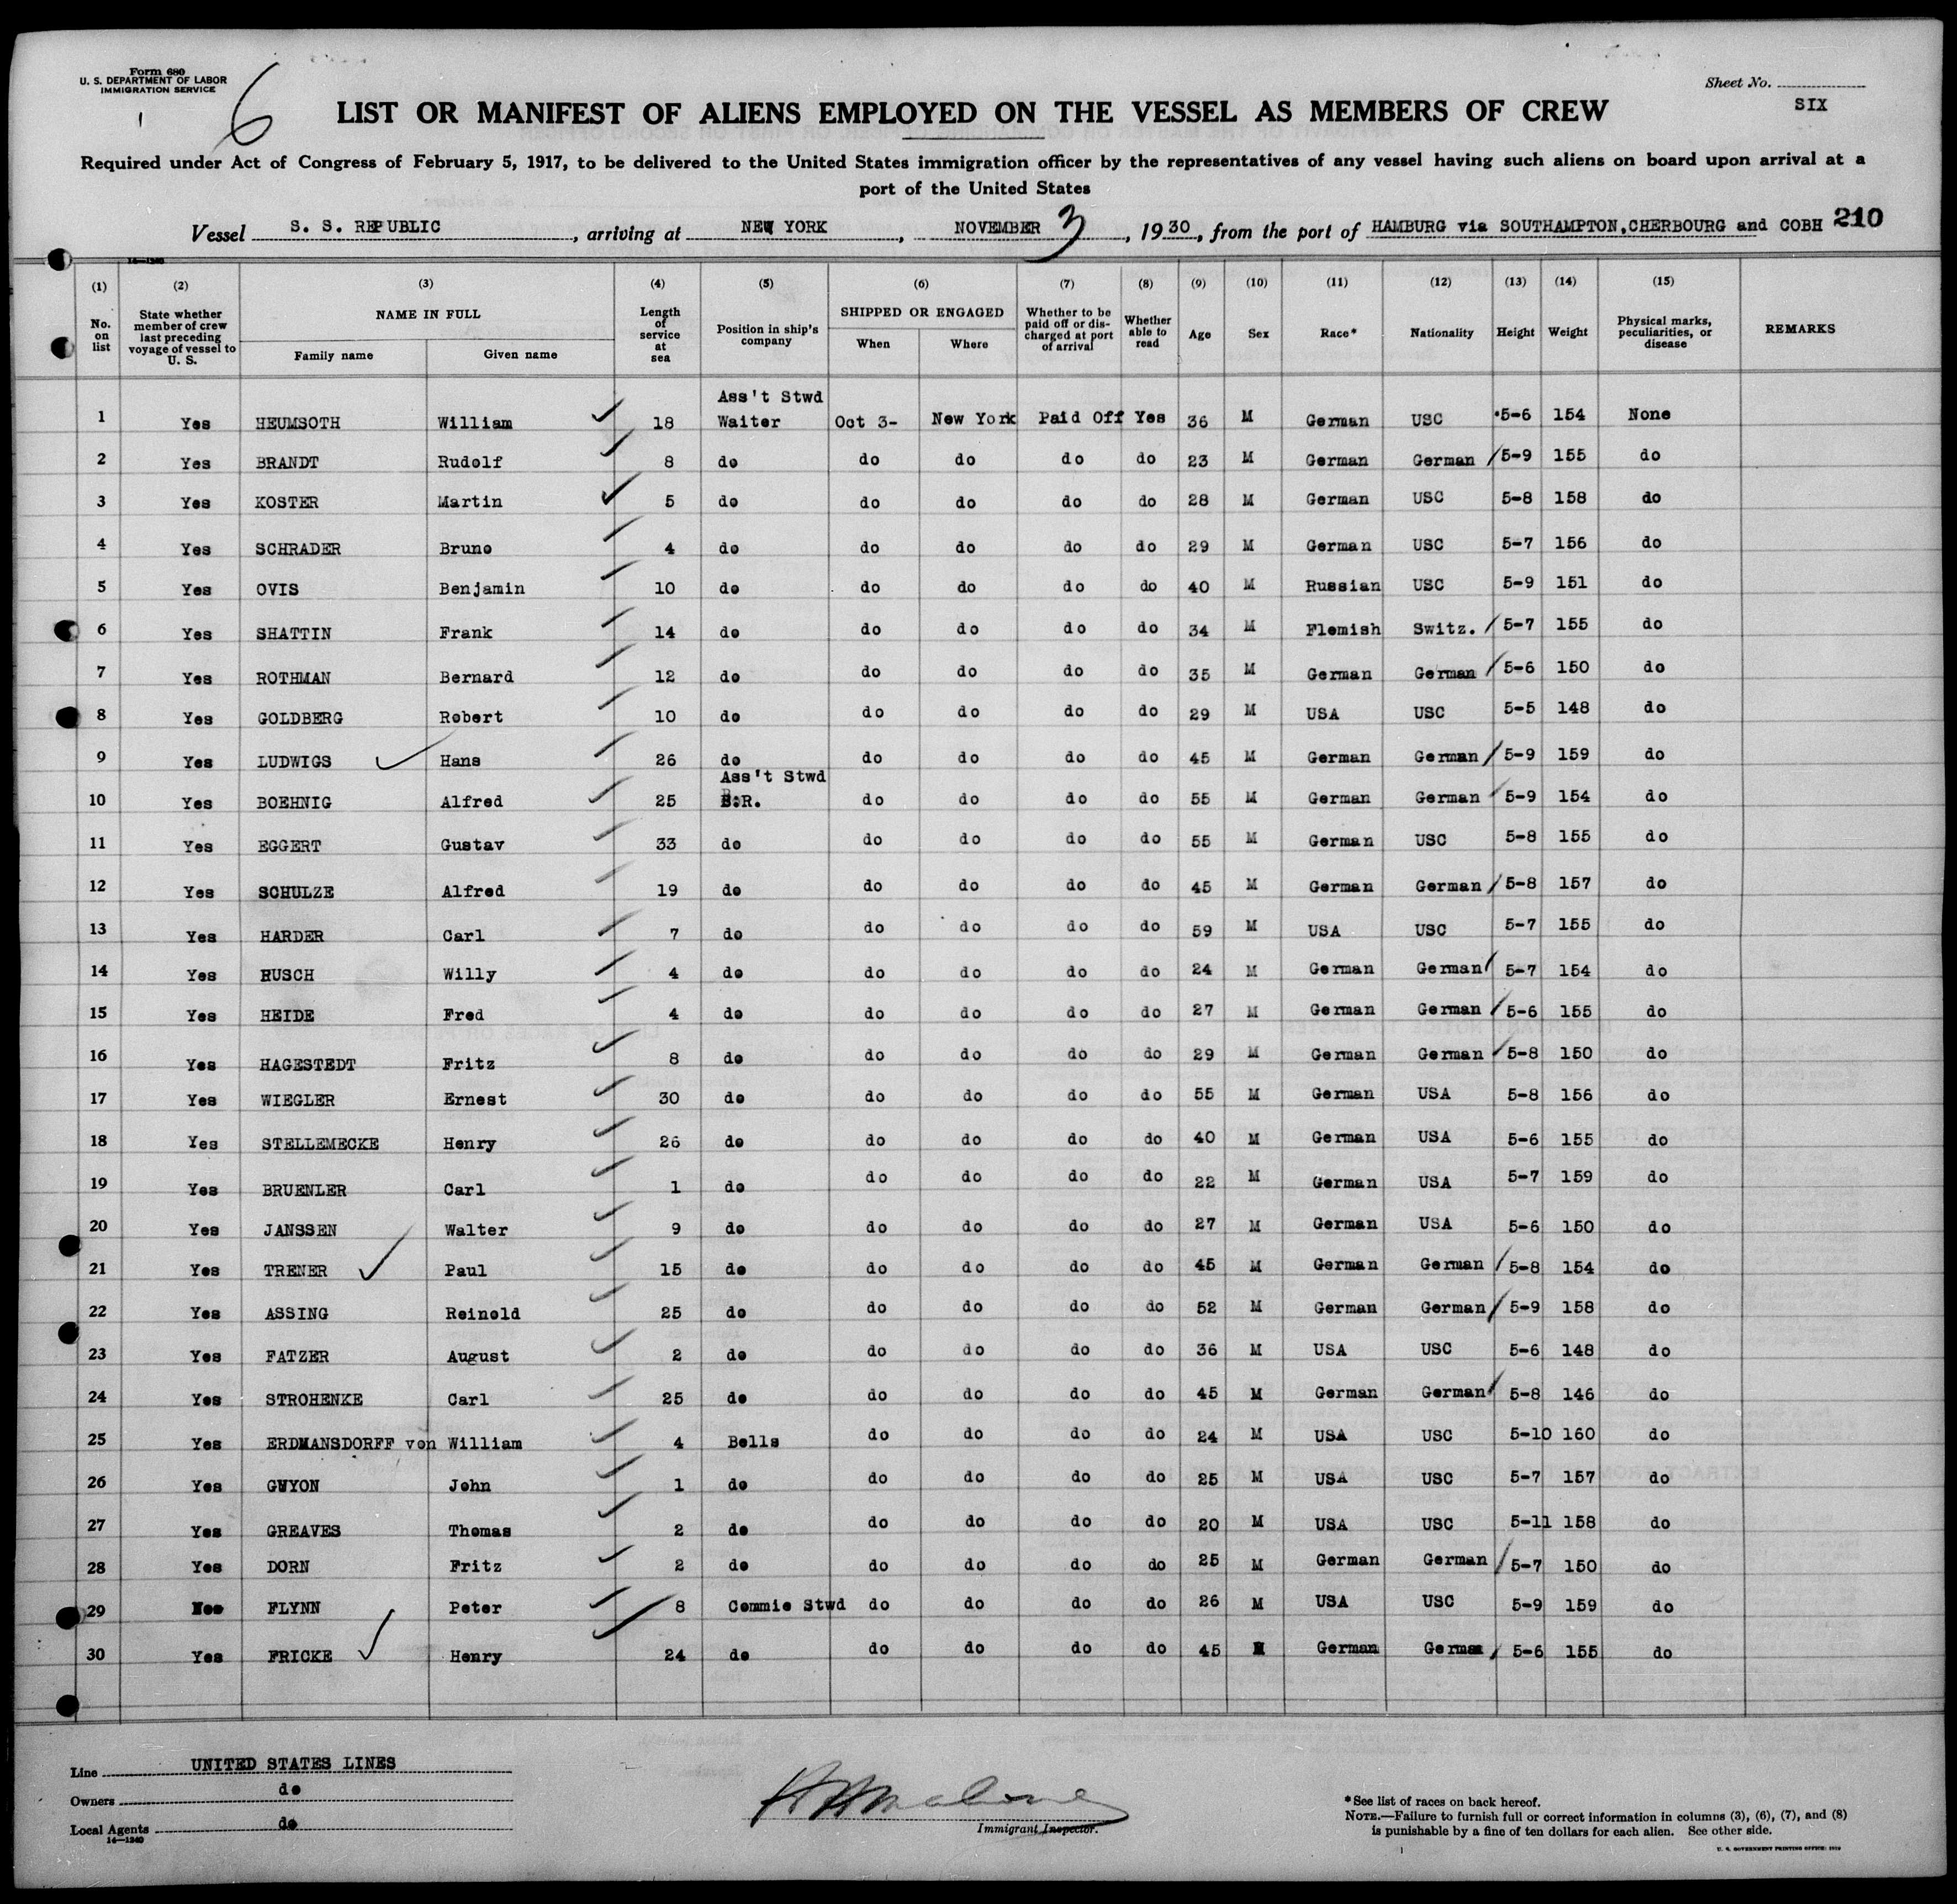 Form 680
U. S. DEPARTMENT OF LABOR
IMMIGRATION SERVICE
6
Sheet No.
SIX
LIST OR MANIFEST OF ALIENS EMPLOYED ON THE VESSEL AS MEMBERS OF CREW
Required under Act of Congress of February 5, 1917, to be delivered to the United States immigration officer by the representatives of any vessel having such aliens on board upon arrival at a
port of the United States
Vessel S. S. REPUBLIC, arriving at NEW YORK, NOVEMBER 3, 1930, from the port of HAMBURG via SOUTHAMPTON, CHERBOURG and COBH 210
(1) (2) (3) (4) (5) (6) (7) (8) (9) (10) (11) (12) (13) (14) (15)
No. on list State whether member of crew last preceding voyage of vessel to U. S. NAME IN FULL Family name Given name Length of service at sea Position in ship's company SHIPPED OR ENGAGED When Where Whether to be paid off or discharged at port of arrival Whether able to read Age Sex Race* Nationality Height Weight Physical marks, peculiarities, or disease REMARKS
1 Yes HEUMSOTH William 18 Ass't Stwd Waiter Oct 3- New York Paid Off Yes 36 M German USC 5-6 154 None
2 Yes BRANDT Rudolf 8 do do do do do 23 M German German 5-9 155 do
3 Yes KOSTER Martin 5 do do do do do 28 M German USC 5-8 158 do
4 Yes SCHRADER Bruno 4 do do do do do 29 M German USC 5-7 156 do
5 Yes OVIS Benjamin 10 do do do do do 40 M Russian USC 5-9 151 do
6 Yes SHATTIN Frank 14 do do do do do 34 M Flemish Switz. 5-7 155 do
7 Yes ROTHMAN Bernard 12 do do do do do 35 M German German 5-6 150 do
8 Yes GOLDBERG Robert 10 do do do do do 29 M USA USC 5-5 148 do
9 Yes LUDWIGS Hans 26 do do do do do 45 M German German 5-9 159 do
10 Yes BOEHNIG Alfred 25 Ass't Stwd B.R. do do do do 55 M German German 5-9 154 do
11 Yes EGGERT Gustav 33 do do do do do 55 M German USC 5-8 155 do
12 Yes SCHULZE Alfred 19 do do do do do 45 M German German 5-8 157 do
13 Yes HARDER Carl 7 do do do do do 59 M USA USC 5-7 155 do
14 Yes RUSCH Willy 4 do do do do do 24 M German German 5-7 154 do
15 Yes HEIDE Fred 4 do do do do do 27 M German German 5-6 155 do
16 Yes HAGESTEDT Fritz 8 do do do do do 29 M German German 5-8 150 do
17 Yes WIEGLER Ernest 30 do do do do do 55 M German USA 5-8 156 do
18 Yes STELLEMECKE Henry 26 do do do do do 40 M German USA 5-6 155 do
19 Yes BRUENLER Carl 1 do do do do do 22 M German USA 5-7 159 do
20 Yes JANSSEN Walter 9 do do do do do 27 M German USA 5-6 150 do
21 Yes TRENER Paul 15 do do do do do 45 M German German 5-8 154 do
22 Yes ASSING Reinold 25 do do do do do 52 M German German 5-9 158 do
23 Yes FATZER August 2 do do do do do 36 M USA USC 5-6 148 do
24 Yes STROHENKE Carl 25 do do do do do 45 M German German 5-8 146 do
25 Yes ERDMANSDORFF von William 4 Bells do do do do 24 M USA USC 5-10 160 do
26 Yes GWYON John 1 do do do do do 25 M USA USC 5-7 157 do
27 Yes GREAVES Thomas 2 do do do do do 20 M USA USC 5-11 158 do
28 Yes DORN Fritz 2 do do do do do 25 M German German 5-7 150 do
29 FLYNN Peter 8 Commie Stwd do do do do 26 M USA USC 5-9 159 do
30 Yes FRICKE Henry 24 do do do do do 45 M German German 5-6 155 do
Line UNITED STATES LINES
Owners do
Local Agents do
14—1240
Immigrant Inspector.
*See list of races on back hereof.
NOTE.—Failure to furnish full or correct information in columns (3), (6), (7), and (8)
is punishable by a fine of ten dollars for each alien. See other side.